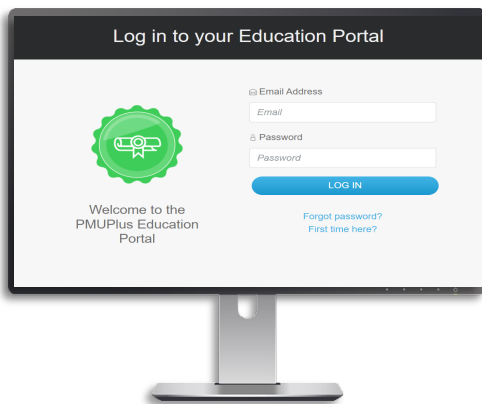 Log in to your Education Portal
Email Address
Email
Password
Password
LOG IN
Forgot password?
First time here?
Welcome to the
PMUPlus Education
Portal